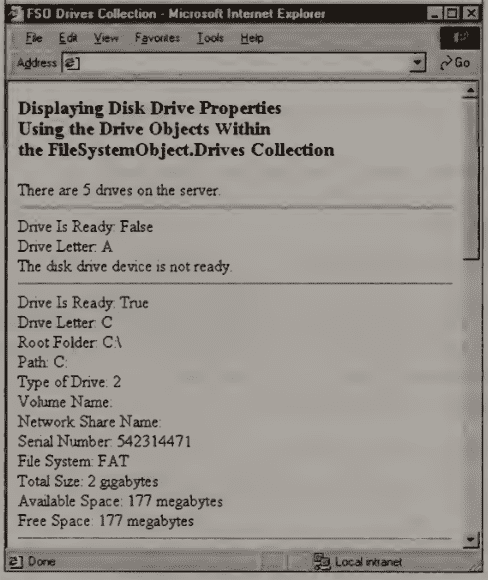 FSO Drives Collection - Microsoft Internet Explorer
File Edit View Favorites Tools Help
Address Go
Displaying Disk Drive Properties
Using the Drive Objects Within
the FileSystemObject.Drives Collection
There are 5 drives on the server.
Drive Is Ready: False
Drive Letter: A
The disk drive device is not ready.
Drive Is Ready: True
Drive Letter: C
Root Folder: C:\
Path: C:
Type of Drive: 2
Volume Name:
Network Share Name:
Serial Number: 542314471
File System: FAT
Total Size: 2 gigabytes
Available Space: 177 megabytes
Free Space: 177 megabytes
Done Local intranet